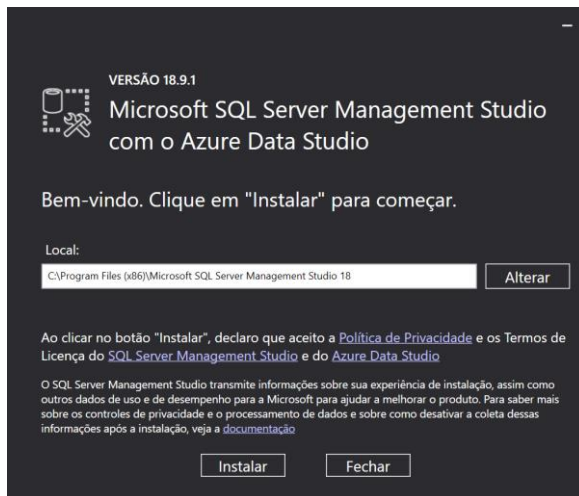 VERSÃO 18.9.1
Microsoft SQL Server Management Studio
com o Azure Data Studio
Bem-vindo. Clique em "Instalar" para começar.
Local:
C:\Program Files (x86)\Microsoft SQL Server Management Studio 18
Alterar
Ao clicar no botão "Instalar", declaro que aceito a Política de Privacidade e os Termos de
Licença do SQL Server Management Studio e do Azure Data Studio
O SQL Server Management Studio transmite informações sobre sua experiência de instalação, assim como
outros dados de uso e de desempenho para a Microsoft para ajudar a melhorar o produto. Para saber mais
sobre os controles de privacidade e o processamento de dados e sobre como desativar a coleta dessas
informações após a instalação, veja a documentação
Instalar
Fechar